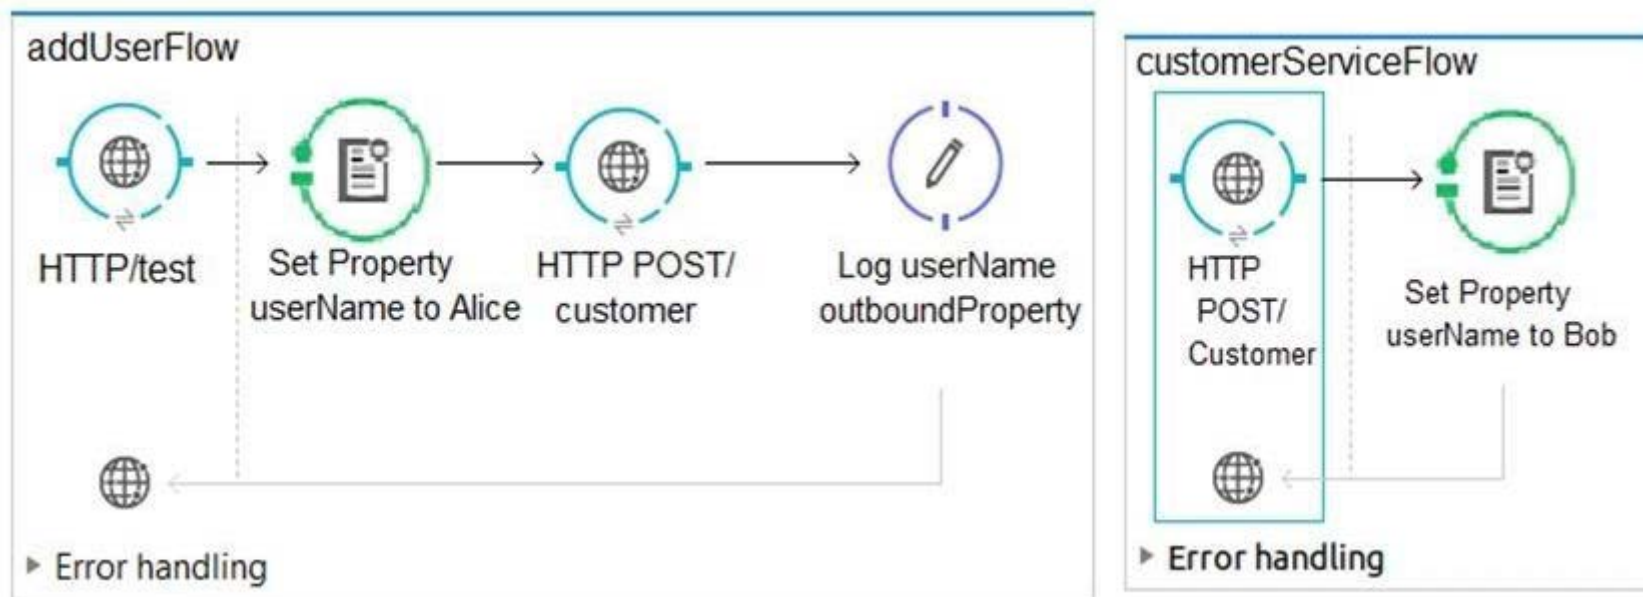 addUserFlow
HTTP/test
Set Property
userName to Alice
HTTP POST/
customer
Log userName
outboundProperty
Error handling
customerServiceFlow
HTTP
POST/
Customer
Set Property
userName to Bob
Error handling